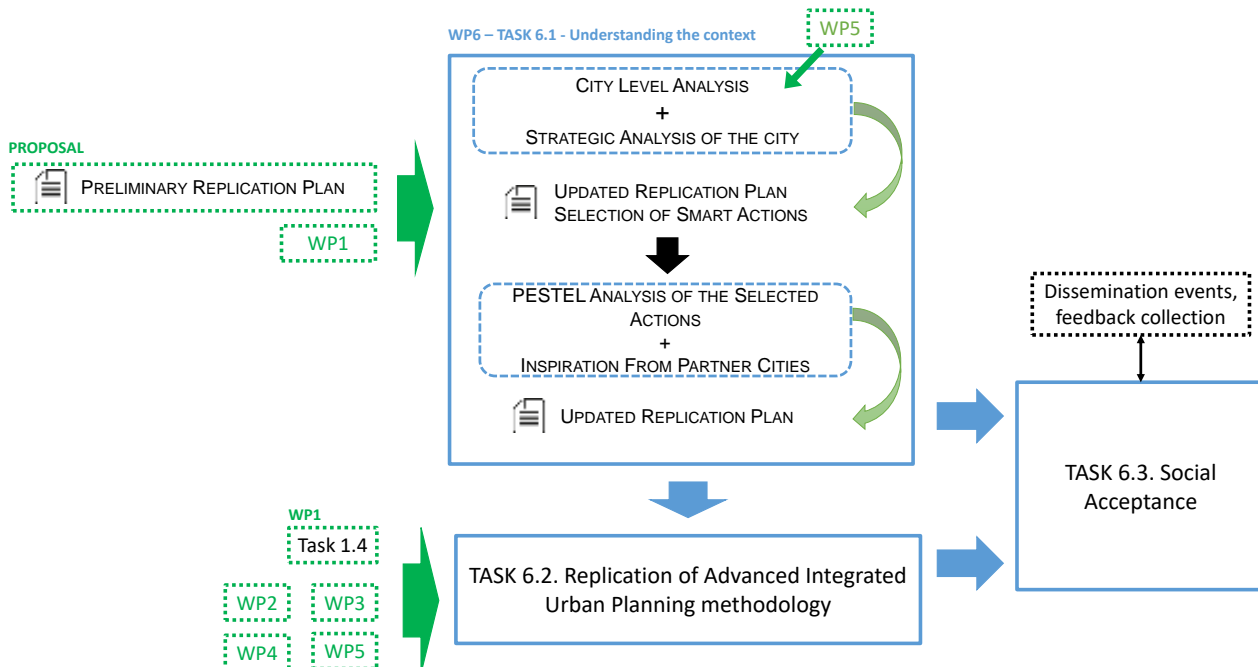 WP6 – TASK 6.1 - Understanding the context
WP5
CITY LEVEL ANALYSIS
+
STRATEGIC ANALYSIS OF THE CITY
PROPOSAL
PRELIMINARY REPLICATION PLAN
WP1
UPDATED REPLICATION PLAN
SELECTION OF SMART ACTIONS
PESTEL ANALYSIS OF THE SELECTED
ACTIONS
+
INSPIRATION FROM PARTNER CITIES
UPDATED REPLICATION PLAN
Dissemination events,
feedback collection
TASK 6.3. Social
Acceptance
WP1
Task 1.4
WP2
WP3
WP4
WP5
TASK 6.2. Replication of Advanced Integrated
Urban Planning methodology